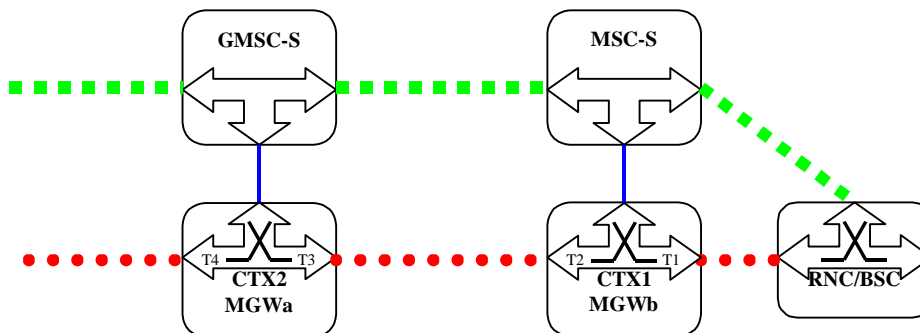 GMSC-S
MSC-S
T4 T3
CTX2
MGWa
T2 T1
CTX1
MGWb
RNC/BSC